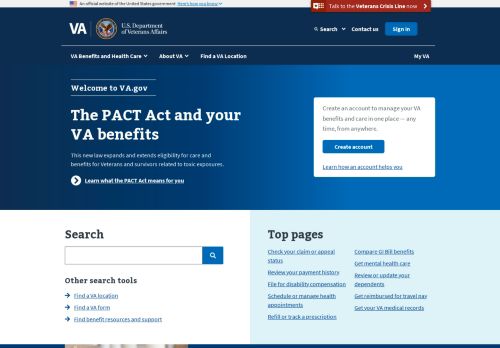 An official website of the United States government Here's how you know
Talk to the Veterans Crisis Line now
VA
U.S. Department
of Veterans Affairs
Search
Contact us
Sign in
VA Benefits and Health Care
About VA
Find a VA Location
My VA
Welcome to VA.gov
The PACT Act and your
VA benefits
This new law expands and extends eligibility for care and
benefits for Veterans and survivors related to toxic exposures.
Learn what the PACT Act means for you
Create an account to manage your VA
benefits and care in one place — any
time, from anywhere.
Create account
Learn how an account helps you
Search
Other search tools
Find a VA location
Find a VA form
Find benefit resources and support
Top pages
Check your claim or appeal
status
Review your payment history
File for disability compensation
Schedule or manage health
appointments
Refill or track a prescription
Compare GI Bill benefits
Get mental health care
Review or update your
dependents
Get reimbursed for travel pay
Get your VA medical records